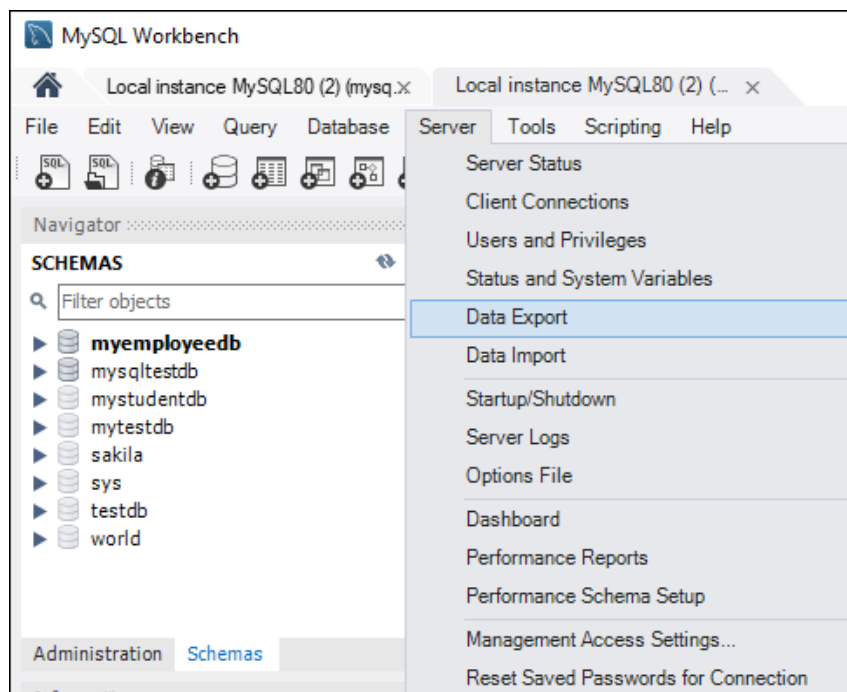 MySQL Workbench
Local instance MySQL80 (2) (mysq.x
Local instance MySQL80 (2) (... x
File Edit View Query Database Server Tools Scripting Help
SQL SQL
Navigator
SCHEMAS
Filter objects
myemployeedb
mysqltestdb
mystudentdb
mytestdb
sakila
sys
testdb
world
Administration Schemas
Server Status
Client Connections
Users and Privileges
Status and System Variables
Data Export
Data Import
Startup/Shutdown
Server Logs
Options File
Dashboard
Performance Reports
Performance Schema Setup
Management Access Settings...
Reset Saved Passwords for Connection